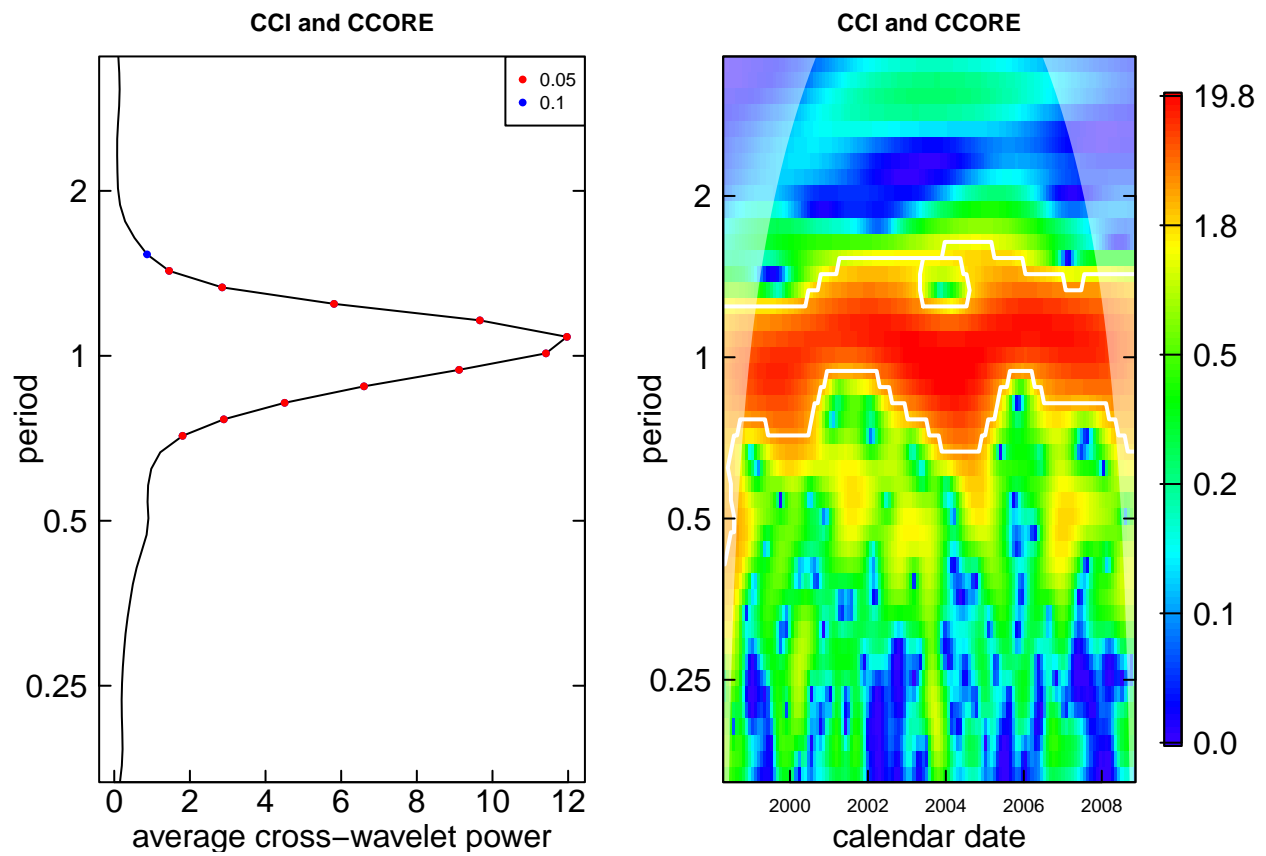 CCI and CCORE
0.05
0.1
2
1
0.5
0.25
period
0 2 4 6 8 10 12
average cross−wavelet power
CCI and CCORE
2
1
0.5
0.25
period
2000 2002 2004 2006 2008
calendar date
19.8
1.8
0.5
0.2
0.1
0.0